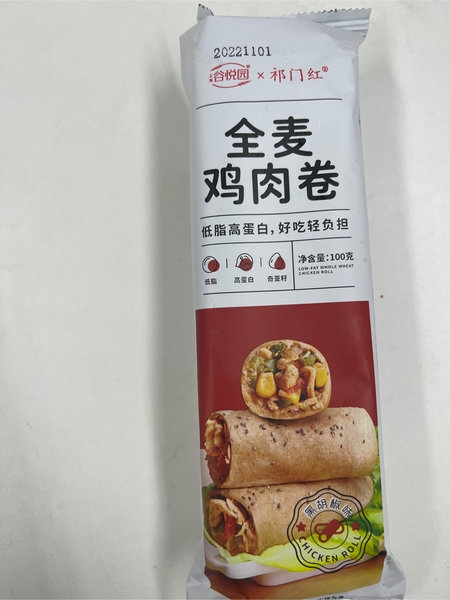 20221101
谷悦园® × 祁门红®
全麦
鸡肉卷
低脂高蛋白,好吃轻负担
低脂 高蛋白 奇亚籽
净含量:100克
LOW-FAT WHOLE WHEAT
CHICKEN ROLL
黑胡椒味
CHICKEN ROLL